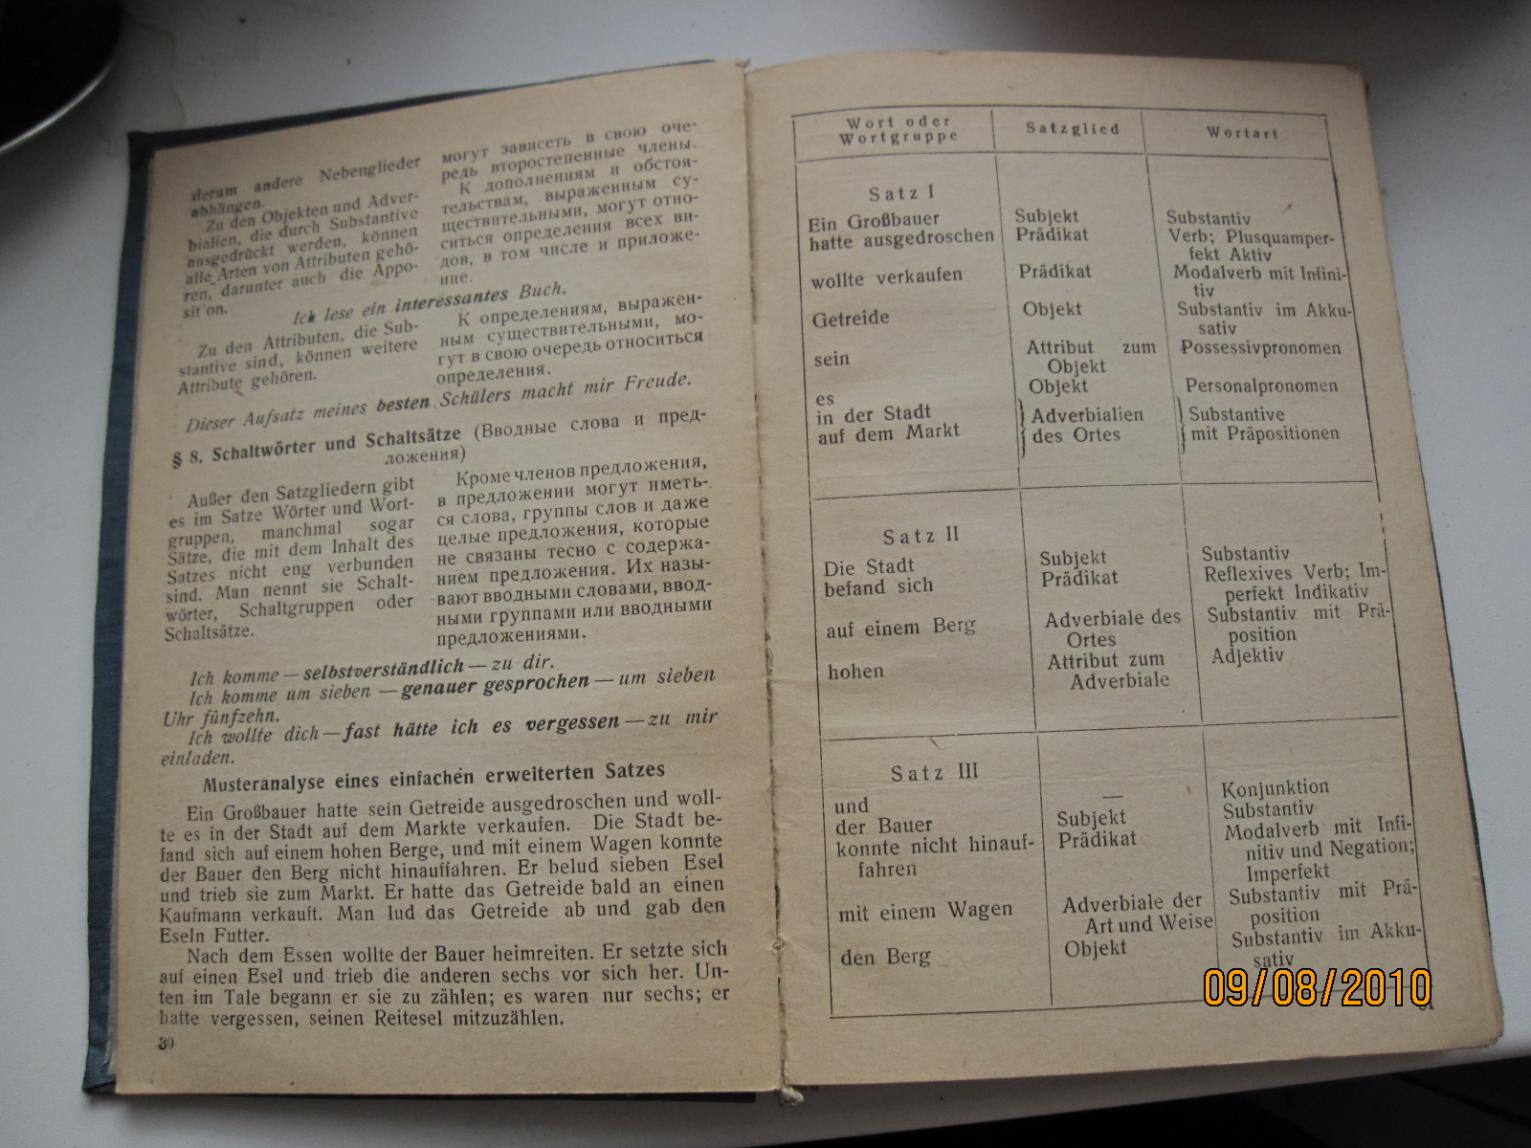 derum andere Nebenglieder
abhängen.
Zu den Objekten und Adver-
bialien, die durch Substantive
ausgedrückt werden, können
alle Arten von Attributen gehö-
ren, darunter auch die Appo-
sition.
могут зависеть в свою оче-
редь второстепенные члены.
К дополнениям и обстоя-
тельствам, выраженным су-
ществительными, могут отно-
ситься определения всех ви-
дов, в том числе и приложе-
ние.
Ich lese ein interessantes Buch.
Zu den Attributen, die Sub-
stantive sind, können weitere
Attribute gehören.
К определениям, выражен-
ным существительными, мо-
гут в свою очередь относиться
определения.
Dieser Aufsatz meines besten Schülers macht mir Freude.
§ 8. Schaltwörter und Schaltsätze (Вводные слова и пред-
ложения)
Außer den Satzgliedern gibt
es im Satze Wörter und Wort-
gruppen, manchmal sogar
Sätze, die mit dem Inhalt des
Satzes nicht eng verbunden
sind. Man nennt sie Schalt-
wörter, Schaltgruppen oder
Schaltsätze.
Кроме членов предложения,
в предложении могут иметь-
ся слова, группы слов и даже
целые предложения, которые
не связаны тесно с содержа-
нием предложения. Их назы-
вают вводными словами, ввод-
ными группами или вводными
предложениями.
Ich komme — selbstverständlich — zu dir.
Ich komme um sieben — genauer gesprochen — um sieben
Uhr fünfzehn.
Ich wollte dich — fast hätte ich es vergessen — zu mir
einladen.
Musteranalyse eines einfachen erweiterten Satzes
Ein Großbauer hatte sein Getreide ausgedroschen und woll-
te es in der Stadt auf dem Markte verkaufen. Die Stadt be-
fand sich auf einem hohen Berge, und mit einem Wagen konnte
der Bauer den Berg nicht hinauffahren. Er belud sieben Esel
und trieb sie zum Markt. Er hatte das Getreide bald an einen
Kaufmann verkauft. Man lud das Getreide ab und gab den
Eseln Futter.
Nach dem Essen wollte der Bauer heimreiten. Er setzte sich
auf einen Esel und trieb die anderen sechs vor sich her. Un-
ten im Tale begann er sie zu zählen; es waren nur sechs; er
hatte vergessen, seinen Reitesel mitzuzählen.
30
Wort oder Wortgruppe Satzglied Wortart
Satz I
Ein Großbauer Subjekt Substantiv
hatte ausgedroschen Prädikat Verb; Plusquamper-
fekt Aktiv
wollte verkaufen Prädikat Modalverb mit Infini-
tiv
Getreide Objekt Substantiv im Akku-
sativ
sein Attribut zum Possessivpronomen
Objekt
es Objekt Personalpronomen
in der Stadt Adverbialien Substantive
auf dem Markt des Ortes mit Präpositionen
Satz II
Die Stadt Subjekt Substantiv
befand sich Prädikat Reflexives Verb; Im-
perfekt Indikativ
auf einem Berg Adverbiale des Substantiv mit Prä-
Ortes position
hohen Attribut zum Adjektiv
Adverbiale
Satz III
und — Konjunktion
der Bauer Subjekt Substantiv
konnte nicht hinauf- Prädikat Modalverb mit Infi-
fahren nitiv und Negation;
Imperfekt
mit einem Wagen Adverbiale der Substantiv mit Prä-
Art und Weise position
den Berg Objekt Substantiv im Akku-
sativ
09/08/2010